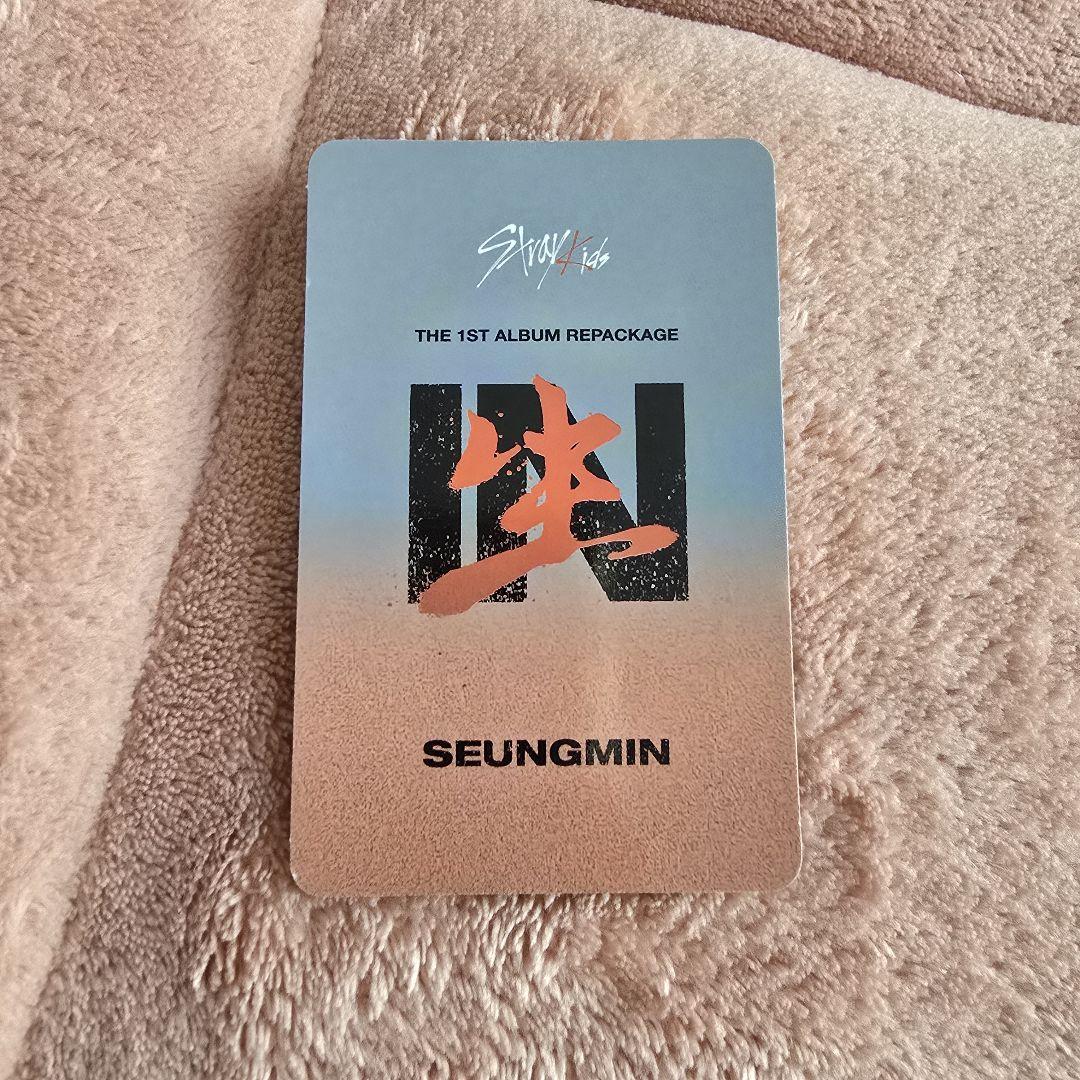 Stray Kids
THE 1ST ALBUM REPACKAGE
IN生
SEUNGMIN